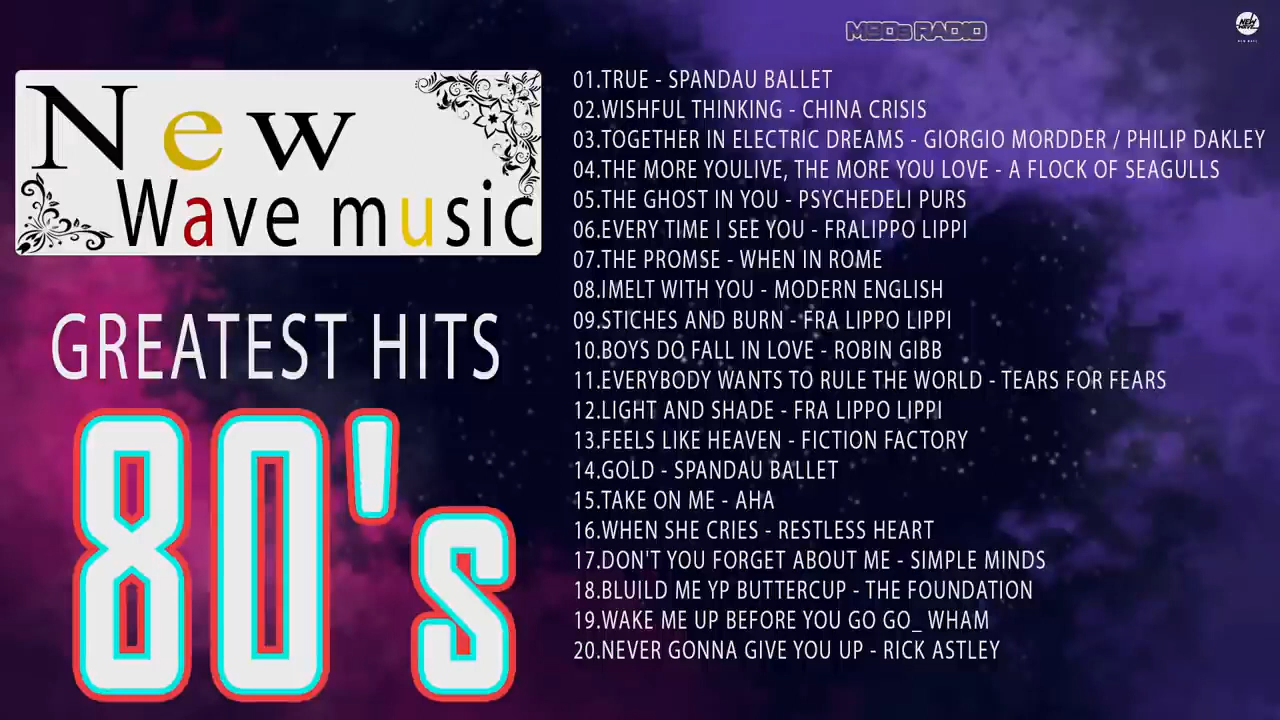 M90s RADIO
NEW WAVE
New
Wave music
GREATEST HITS
80's
01.TRUE - SPANDAU BALLET
02.WISHFUL THINKING - CHINA CRISIS
03.TOGETHER IN ELECTRIC DREAMS - GIORGIO MORDDER / PHILIP DAKLEY
04.THE MORE YOULIVE, THE MORE YOU LOVE - A FLOCK OF SEAGULLS
05.THE GHOST IN YOU - PSYCHEDELI PURS
06.EVERY TIME I SEE YOU - FRALIPPO LIPPI
07.THE PROMSE - WHEN IN ROME
08.IMELT WITH YOU - MODERN ENGLISH
09.STICHES AND BURN - FRA LIPPO LIPPI
10.BOYS DO FALL IN LOVE - ROBIN GIBB
11.EVERYBODY WANTS TO RULE THE WORLD - TEARS FOR FEARS
12.LIGHT AND SHADE - FRA LIPPO LIPPI
13.FEELS LIKE HEAVEN - FICTION FACTORY
14.GOLD - SPANDAU BALLET
15.TAKE ON ME - AHA
16.WHEN SHE CRIES - RESTLESS HEART
17.DON'T YOU FORGET ABOUT ME - SIMPLE MINDS
18.BLUILD ME YP BUTTERCUP - THE FOUNDATION
19.WAKE ME UP BEFORE YOU GO GO_ WHAM
20.NEVER GONNA GIVE YOU UP - RICK ASTLEY